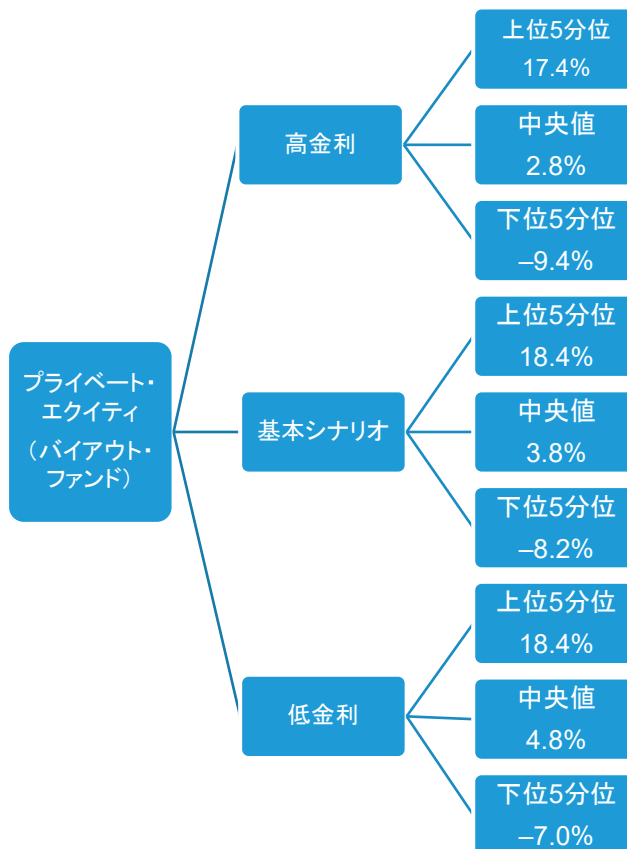 プライベート・
エクイティ
（バイアウト・
ファンド）
高金利
上位5分位
17.4%
中央値
2.8%
下位5分位
–9.4%
基本シナリオ
上位5分位
18.4%
中央値
3.8%
下位5分位
–8.2%
低金利
上位5分位
18.4%
中央値
4.8%
下位5分位
–7.0%